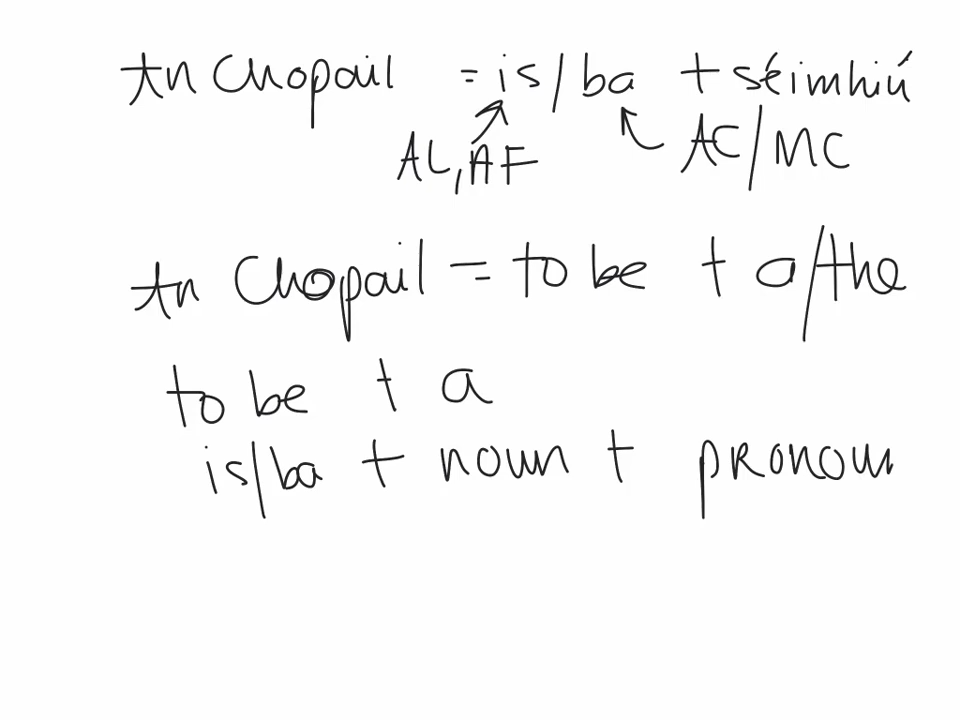 An Chopail = is/ba + séimhiú
AL, AF AC/MC
An Chopail = to be + a/the
to be + a
is/ba + noun + pronoun